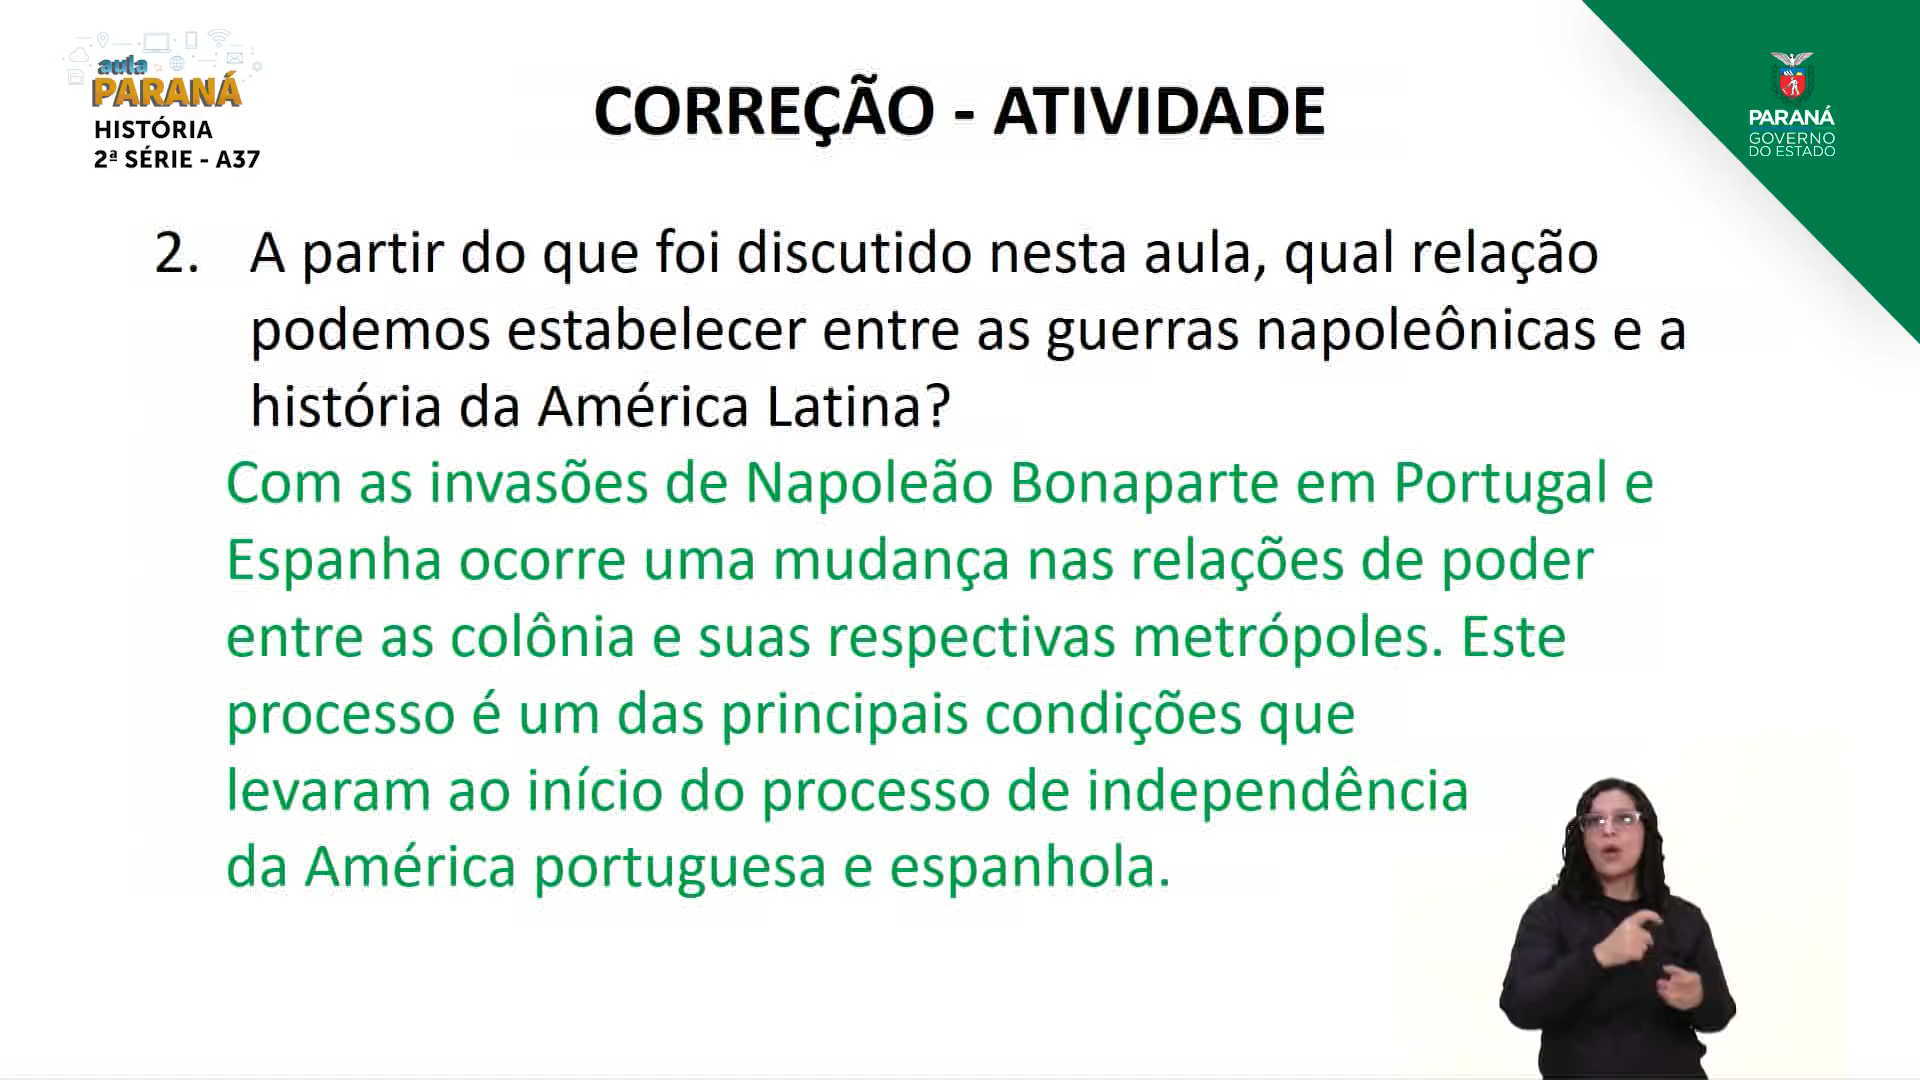 aula
PARANÁ
HISTÓRIA
2ª SÉRIE - A37
CORREÇÃO - ATIVIDADE
PARANÁ
GOVERNO
DO ESTADO
2. A partir do que foi discutido nesta aula, qual relação
podemos estabelecer entre as guerras napoleônicas e a
história da América Latina?
Com as invasões de Napoleão Bonaparte em Portugal e
Espanha ocorre uma mudança nas relações de poder
entre as colônia e suas respectivas metrópoles. Este
processo é um das principais condições que
levaram ao início do processo de independência
da América portuguesa e espanhola.